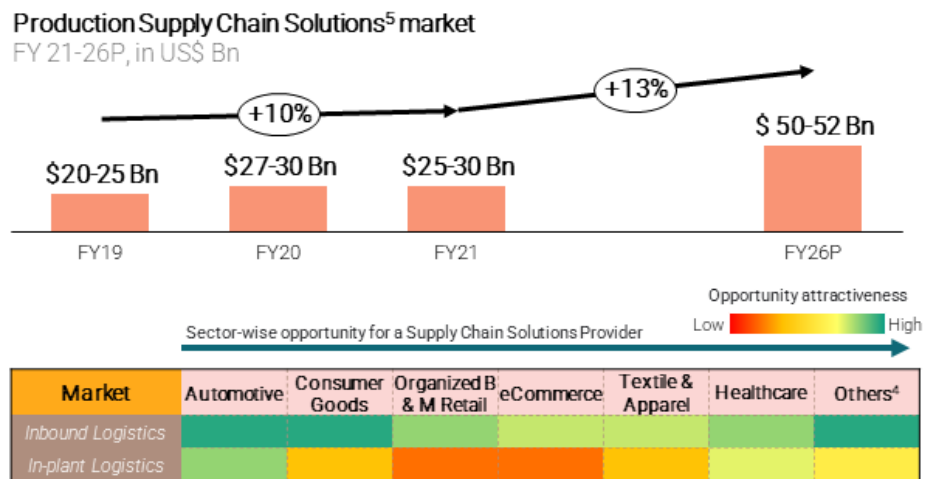 Production Supply Chain Solutions⁵ market
FY 21-26P, in US$ Bn
+10%
+13%
$20-25 Bn
$27-30 Bn
$25-30 Bn
$ 50-52 Bn
FY19
FY20
FY21
FY26P
Opportunity attractiveness
Low
High
Sector-wise opportunity for a Supply Chain Solutions Provider
Market
Automotive
Consumer
Goods
Organized B
& M Retail
eCommerce
Textile &
Apparel
Healthcare
Others⁴
Inbound Logistics
In-plant Logistics